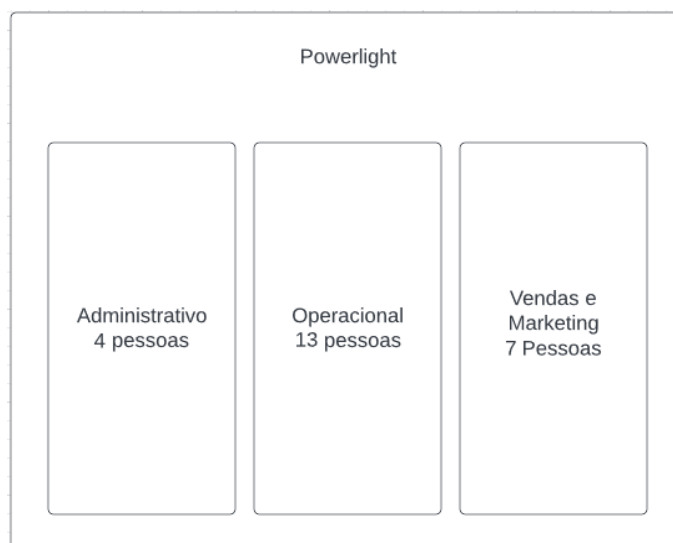 Powerlight
Administrativo
4 pessoas
Operacional
13 pessoas
Vendas e
Marketing
7 Pessoas